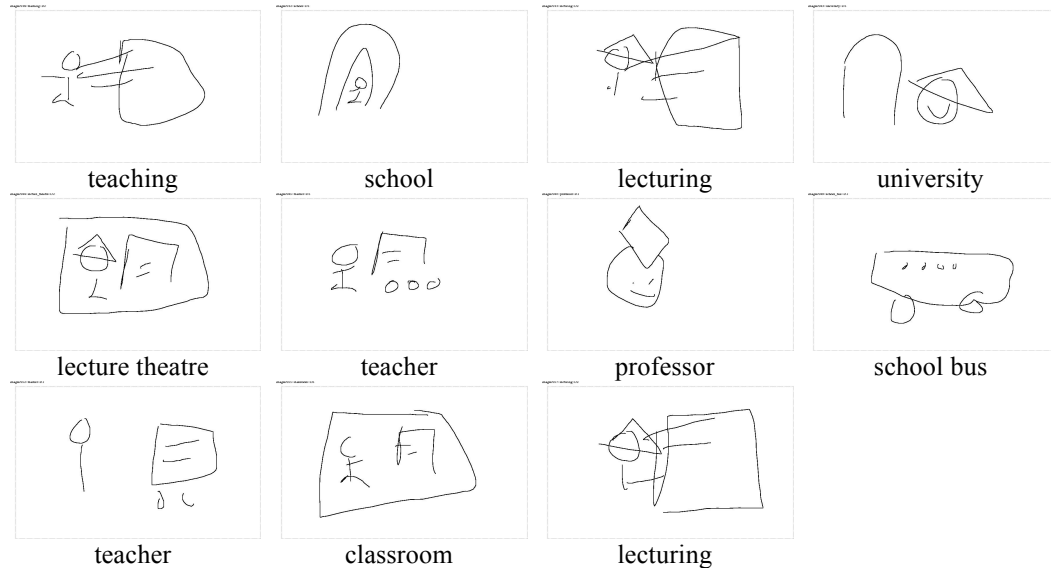 teaching school lecturing university
lecture theatre teacher professor school bus
teacher classroom lecturing